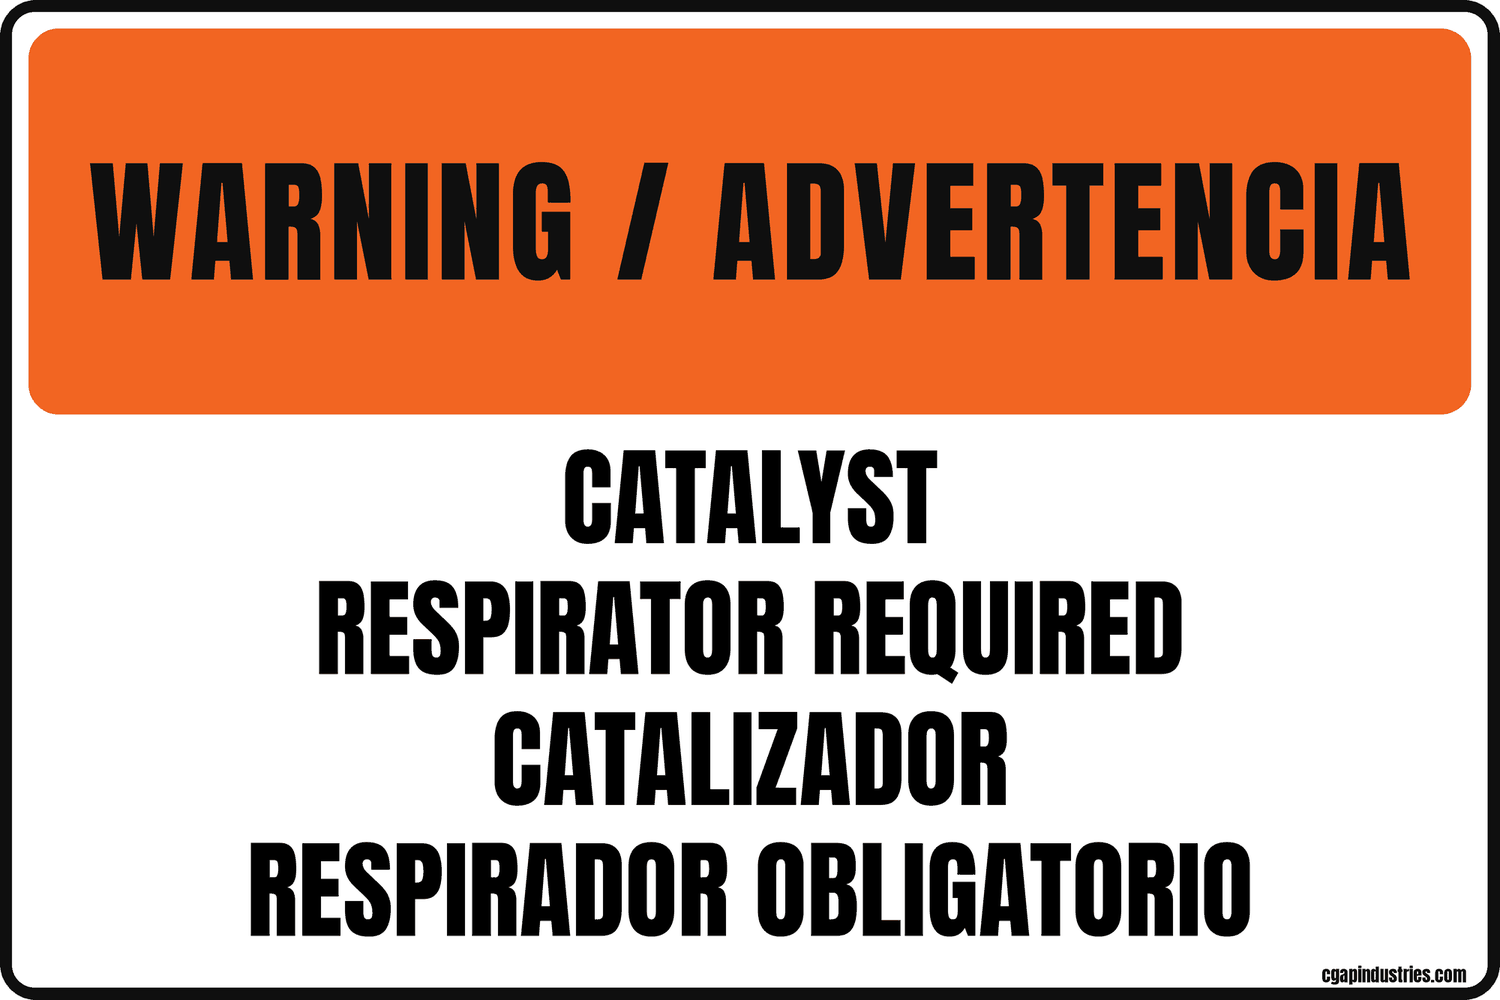 WARNING / ADVERTENCIA
CATALYST
RESPIRATOR REQUIRED
CATALIZADOR
RESPIRADOR OBLIGATORIO
cgapindustries.com